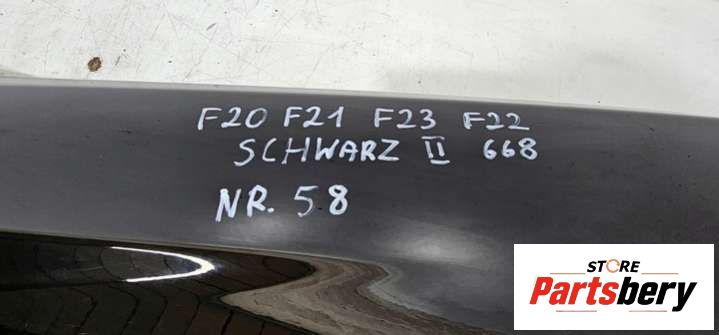 F20 F21 F23 F22
SCHWARZ II 668
NR. 58
STORE
Partsbery